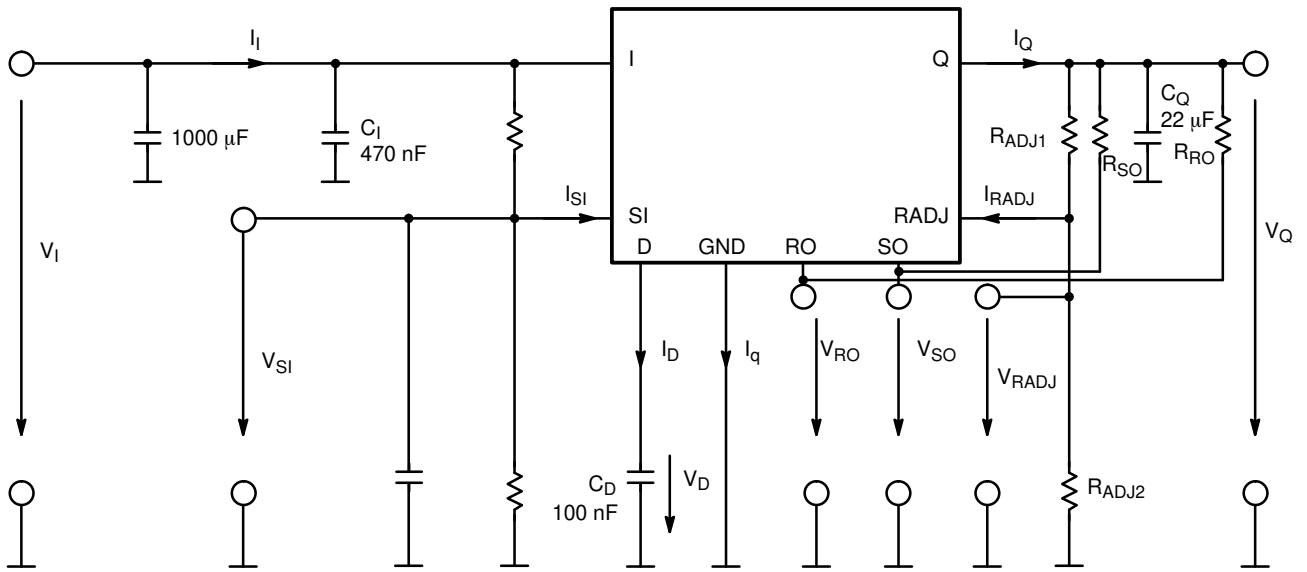 I_I
I
Q
I_Q
1000 µF
C_I
470 nF
R_ADJ1
R_SO
C_Q
22 µF
R_RO
V_I
I_SI
SI
RADJ
I_RADJ
V_Q
D
GND
RO
SO
V_SI
I_D
I_q
V_RO
V_SO
V_RADJ
C_D
100 nF
V_D
R_ADJ2